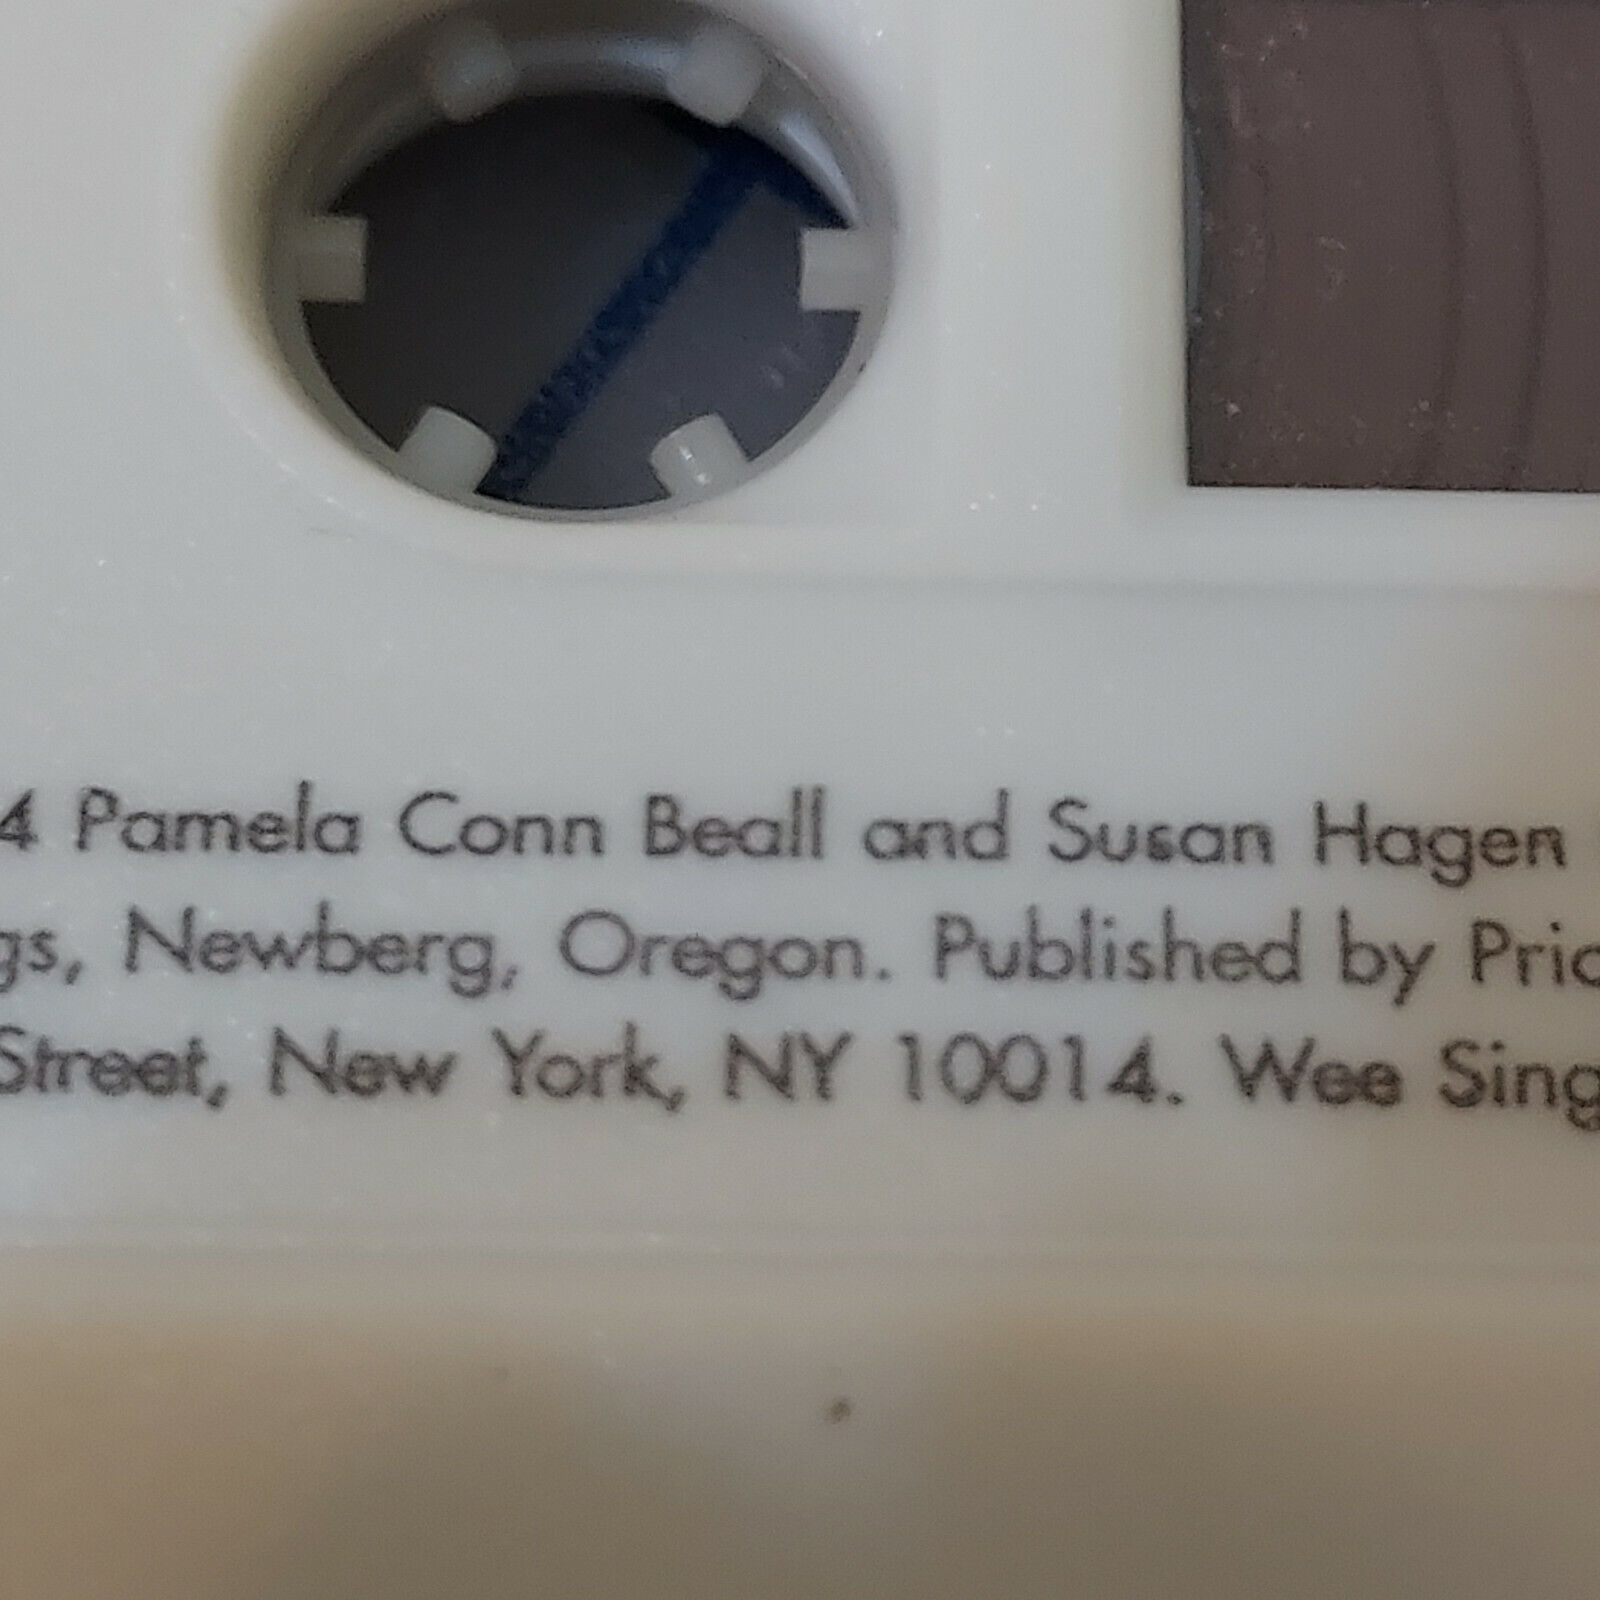 4 Pamela Conn Beall and Susan Hagen
gs, Newberg, Oregon. Published by Pric
Street, New York, NY 10014. Wee Sing